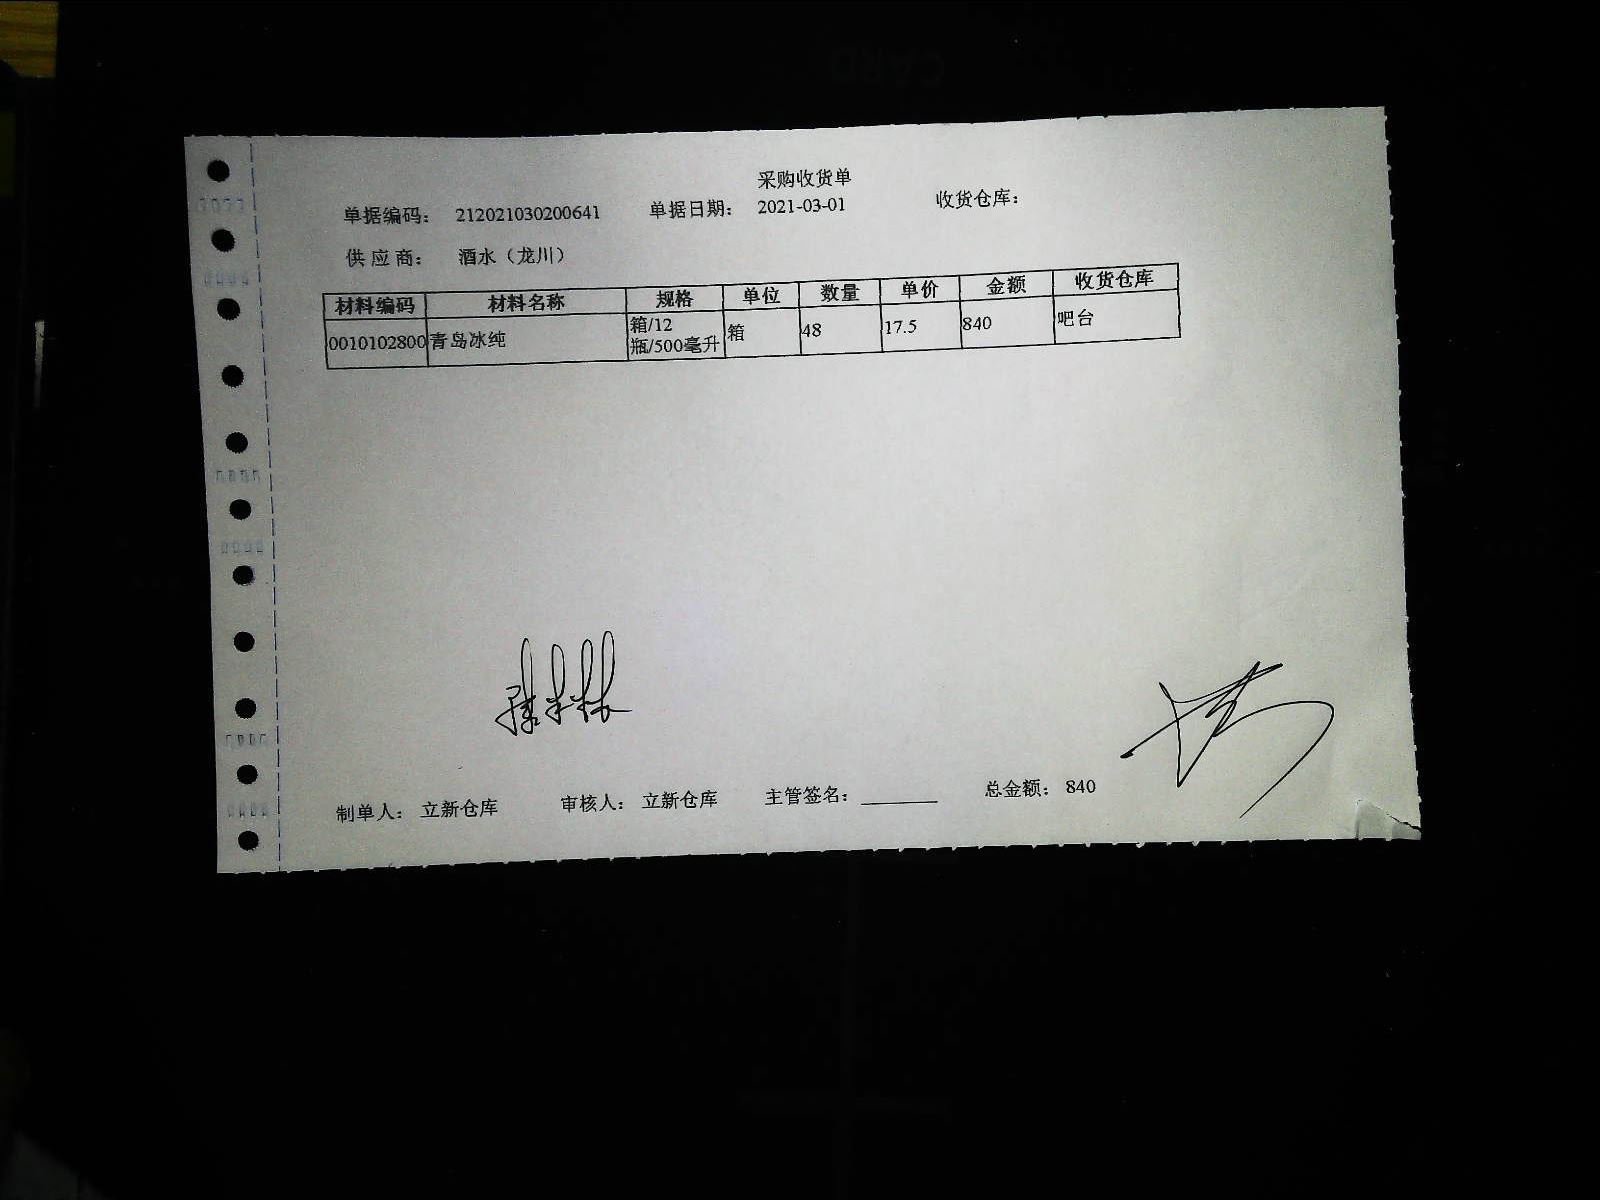 采购收货单
单据编码： 212021030200641 单据日期： 2021-03-01 收货仓库：
供 应 商： 酒水（龙川）
材料编码 材料名称 规格 单位 数量 单价 金额 收货仓库
0010102800 青岛冰纯 箱/12瓶/500毫升 箱 48 17.5 840 吧台
制单人： 立新仓库 审核人： 立新仓库 主管签名：________ 总金额： 840